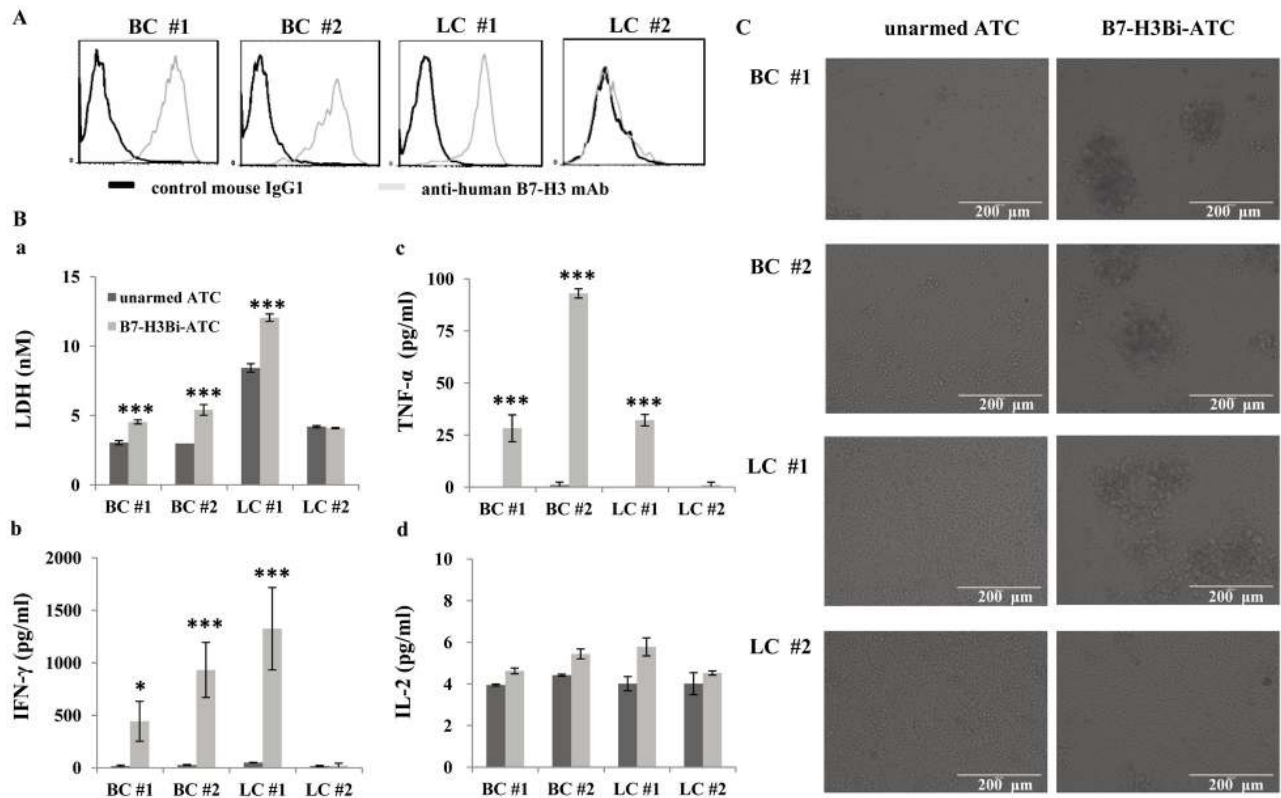 A
BC #1 BC #2 LC #1 LC #2
0 0 0 0
control mouse IgG1 anti-human B7-H3 mAb
B
a
15
10
5
0
LDH (nM)
unarmed ATC
B7-H3Bi-ATC
*** *** ***
BC #1 BC #2 LC #1 LC #2
c
100
75
50
25
0
TNF-α (pg/ml)
*** *** ***
BC #1 BC #2 LC #1 LC #2
b
2000
1500
1000
500
0
IFN-γ (pg/ml)
* *** ***
BC #1 BC #2 LC #1 LC #2
d
10
8
6
4
2
0
IL-2 (pg/ml)
BC #1 BC #2 LC #1 LC #2
C
unarmed ATC B7-H3Bi-ATC
BC #1
200 µm 200 µm
BC #2
200 µm 200 µm
LC #1
200 µm 200 µm
LC #2
200 µm 200 µm